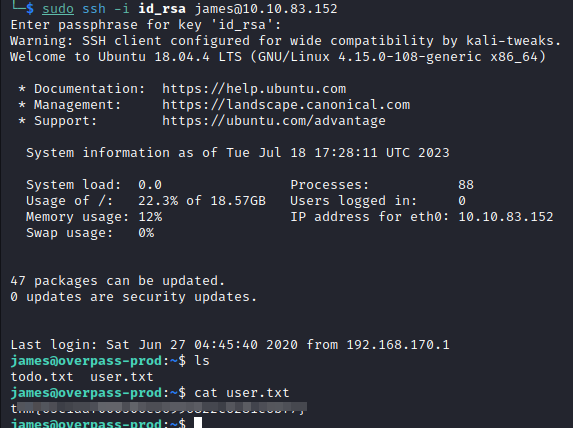 └─$ sudo ssh -i id_rsa james@10.10.83.152
Enter passphrase for key 'id_rsa':
Warning: SSH client configured for wide compatibility by kali-tweaks.
Welcome to Ubuntu 18.04.4 LTS (GNU/Linux 4.15.0-108-generic x86_64)
* Documentation:  https://help.ubuntu.com
* Management:     https://landscape.canonical.com
* Support:        https://ubuntu.com/advantage
System information as of Tue Jul 18 17:28:11 UTC 2023
System load:  0.0                Processes:           88
Usage of /:   22.3% of 18.57GB   Users logged in:     0
Memory usage: 12%                IP address for eth0: 10.10.83.152
Swap usage:   0%
47 packages can be updated.
0 updates are security updates.
Last login: Sat Jun 27 04:45:40 2020 from 192.168.170.1
james@overpass-prod:~$ ls
todo.txt  user.txt
james@overpass-prod:~$ cat user.txt
james@overpass-prod:~$